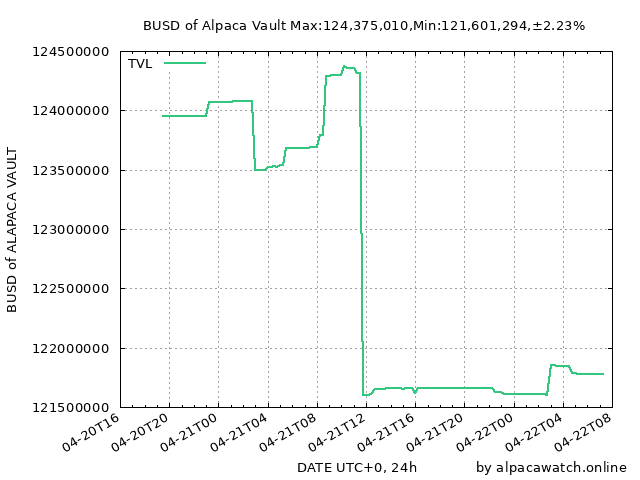 BUSD of Alpaca Vault Max:124,375,010,Min:121,601,294,±2.23%
TVL
124500000
124000000
123500000
123000000
122500000
122000000
121500000
BUSD of ALAPACA VAULT
04-20T16
04-20T20
04-21T00
04-21T04
04-21T08
04-21T12
04-21T16
04-21T20
04-22T00
04-22T04
04-22T08
DATE UTC+0, 24h
by alpacawatch.online